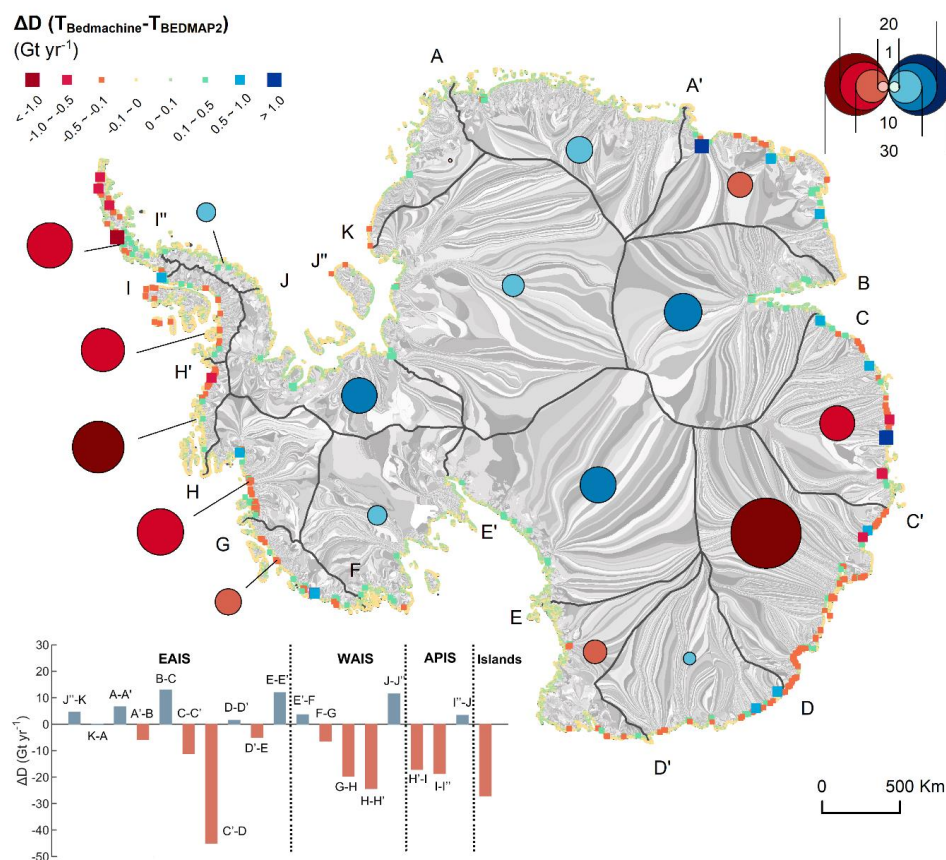 ΔD (T_Bedmachine-T_BEDMAP2)
(Gt yr⁻¹)
< -1.0
-1.0 ~ -0.5
-0.5 ~ -0.1
-0.1 ~ 0
0 ~ 0.1
0.1 ~ 0.5
0.5 ~ 1.0
> 1.0
20
1
10
30
A
A'
B
C
C'
D
D'
E
E'
F
G
H
H'
I
I''
J
J''
K
0 500 Km
EAIS WAIS APIS Islands
ΔD (Gt yr⁻¹)
30
20
10
0
-10
-20
-30
-40
-50
J''-K
K-A
A-A'
A'-B
B-C
C-C'
C'-D
D-D'
D'-E
E-E'
E'-F
F-G
G-H
H-H'
J-J'
H'-I
I-I''
I''-J